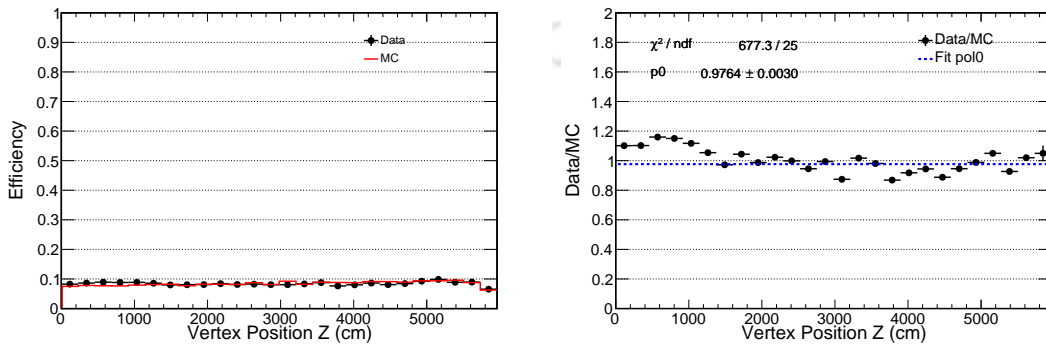 1
0.9
0.8
0.7
0.6
0.5
0.4
0.3
0.2
0.1
0
Efficiency
Data
MC
0 1000 2000 3000 4000 5000
Vertex Position Z (cm)
2
1.8
1.6
1.4
1.2
1
0.8
0.6
0.4
0.2
0
Data/MC
χ² / ndf 677.3 / 25
p0 0.9764 ± 0.0030
Data/MC
Fit pol0
0 1000 2000 3000 4000 5000
Vertex Position Z (cm)